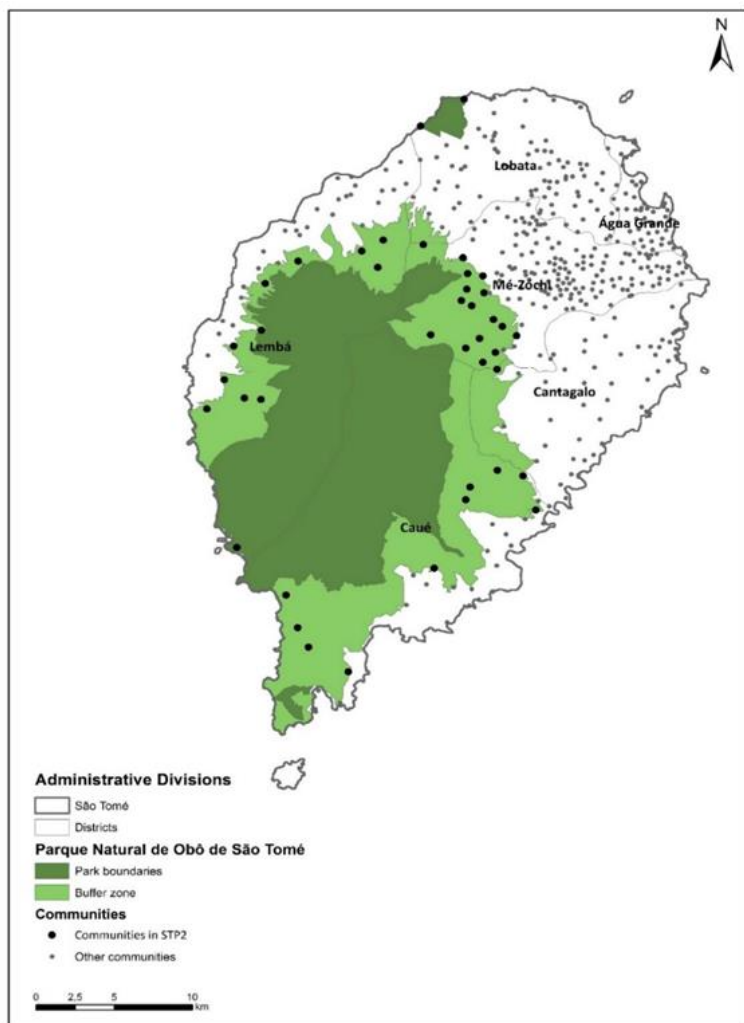 N
Lobata
Água Grande
Mé-Zóchi
Lembá
Cantagalo
Caué
Administrative Divisions
São Tomé
Districts
Parque Natural de Obô de São Tomé
Park boundaries
Buffer zone
Communities
Communities in STP2
Other communities
0 2,5 5 10
km